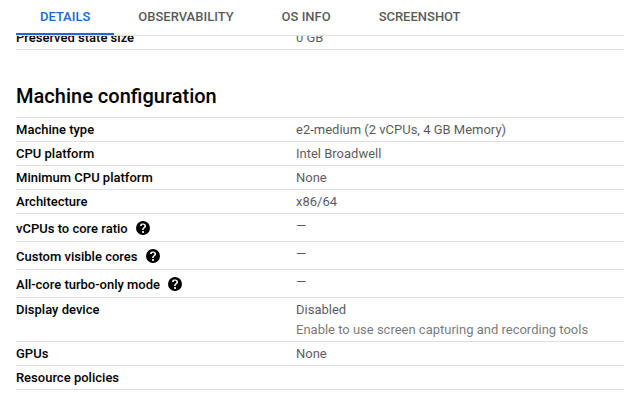 DETAILS OBSERVABILITY OS INFO SCREENSHOT
Preserved state size 0 GB
Machine configuration
Machine type e2-medium (2 vCPUs, 4 GB Memory)
CPU platform Intel Broadwell
Minimum CPU platform None
Architecture x86/64
vCPUs to core ratio ? —
Custom visible cores ? —
All-core turbo-only mode ? —
Display device Disabled
Enable to use screen capturing and recording tools
GPUs None
Resource policies